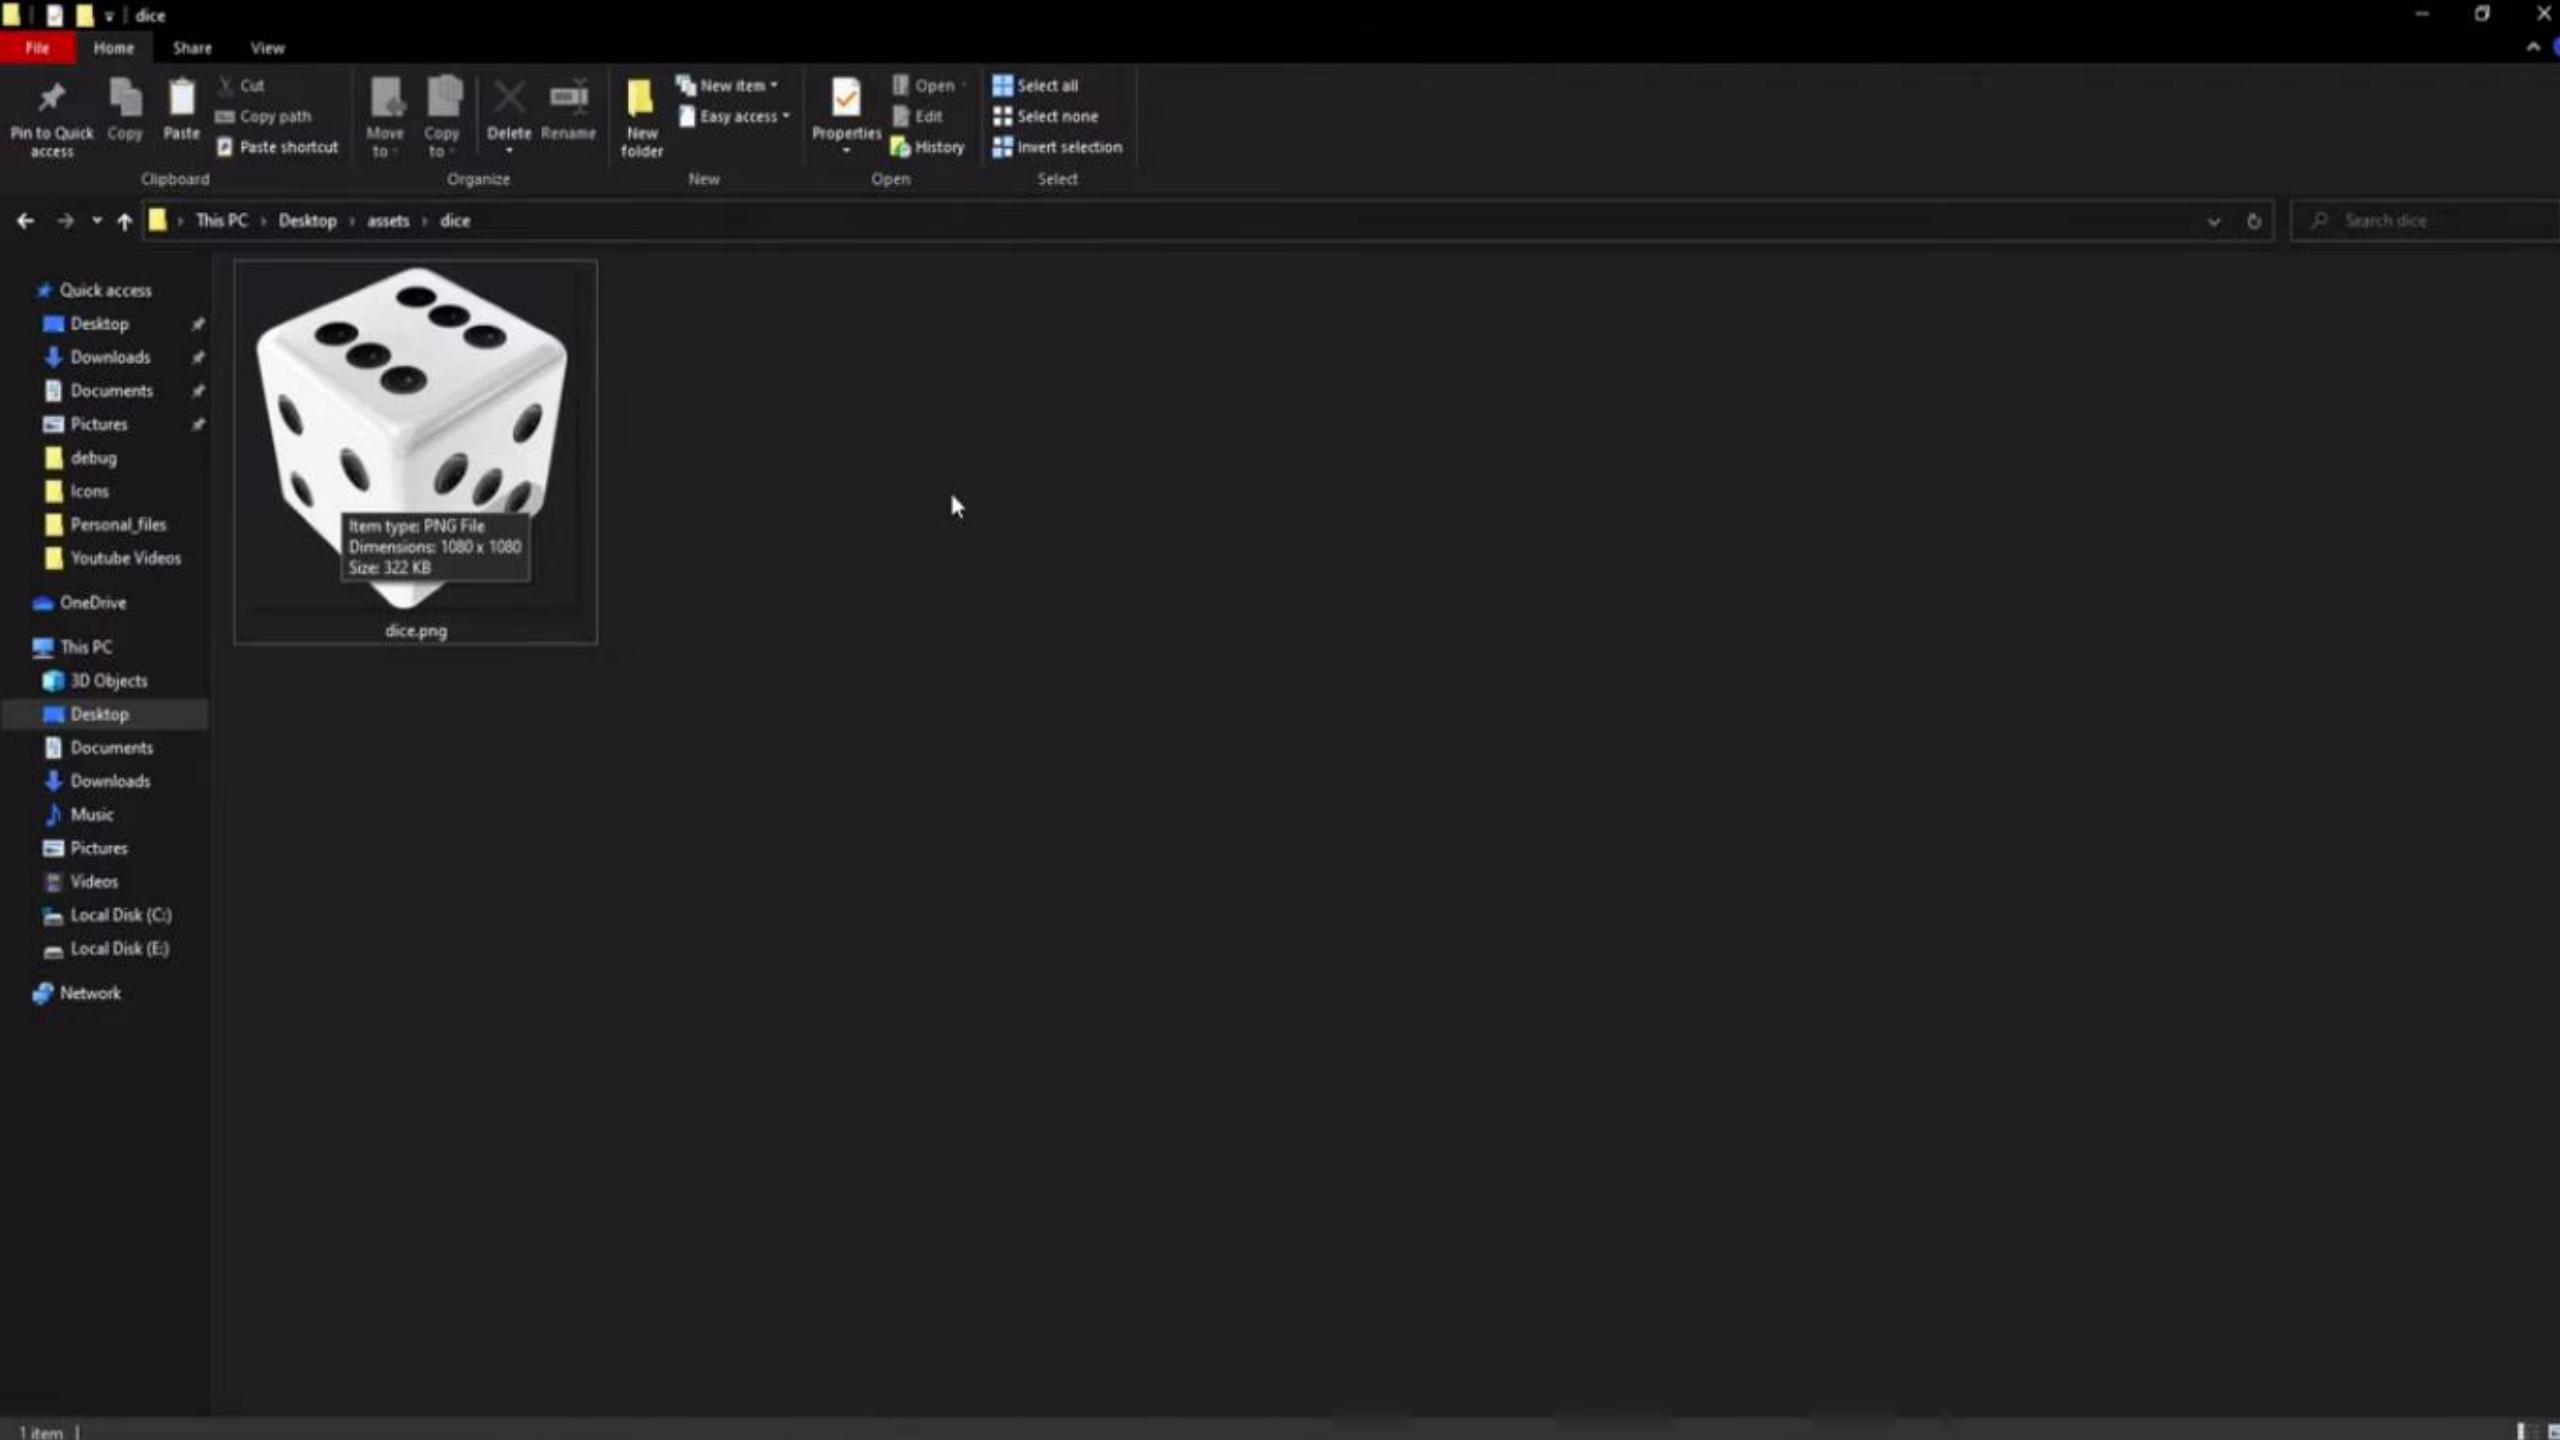 dice
File Home Share View
Pin to Quick access
Copy
Paste
Cut
Copy path
Paste shortcut
Clipboard
Move to
Copy to
Delete
Rename
Organize
New folder
New item
Easy access
New
Properties
Open
Edit
History
Open
Select all
Select none
Invert selection
Select
This PC › Desktop › assets › dice
Search dice
Quick access
Desktop
Downloads
Documents
Pictures
debug
Icons
Personal_files
Youtube Videos
OneDrive
This PC
3D Objects
Desktop
Documents
Downloads
Music
Pictures
Videos
Local Disk (C:)
Local Disk (E:)
Network
Item type: PNG File
Dimensions: 1080 x 1080
Size: 322 KB
dice.png
1 item